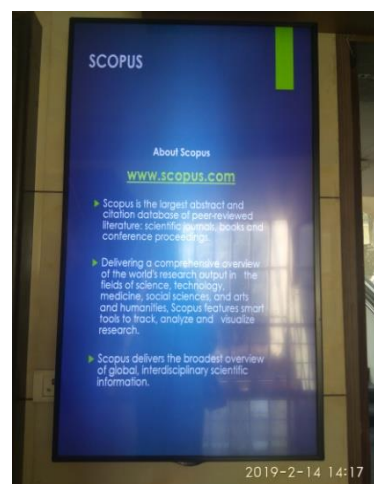 SCOPUS
About Scopus
www.scopus.com
Scopus is the largest abstract and
citation database of peer-reviewed
literature: scientific journals, books and
conference proceedings.
Delivering a comprehensive overview
of the world's research output in the
fields of science, technology,
medicine, social sciences, and arts
and humanities, Scopus features smart
tools to track, analyze and visualize
research.
Scopus delivers the broadest overview
of global, interdisciplinary scientific
information.
2019-2-14 14:17